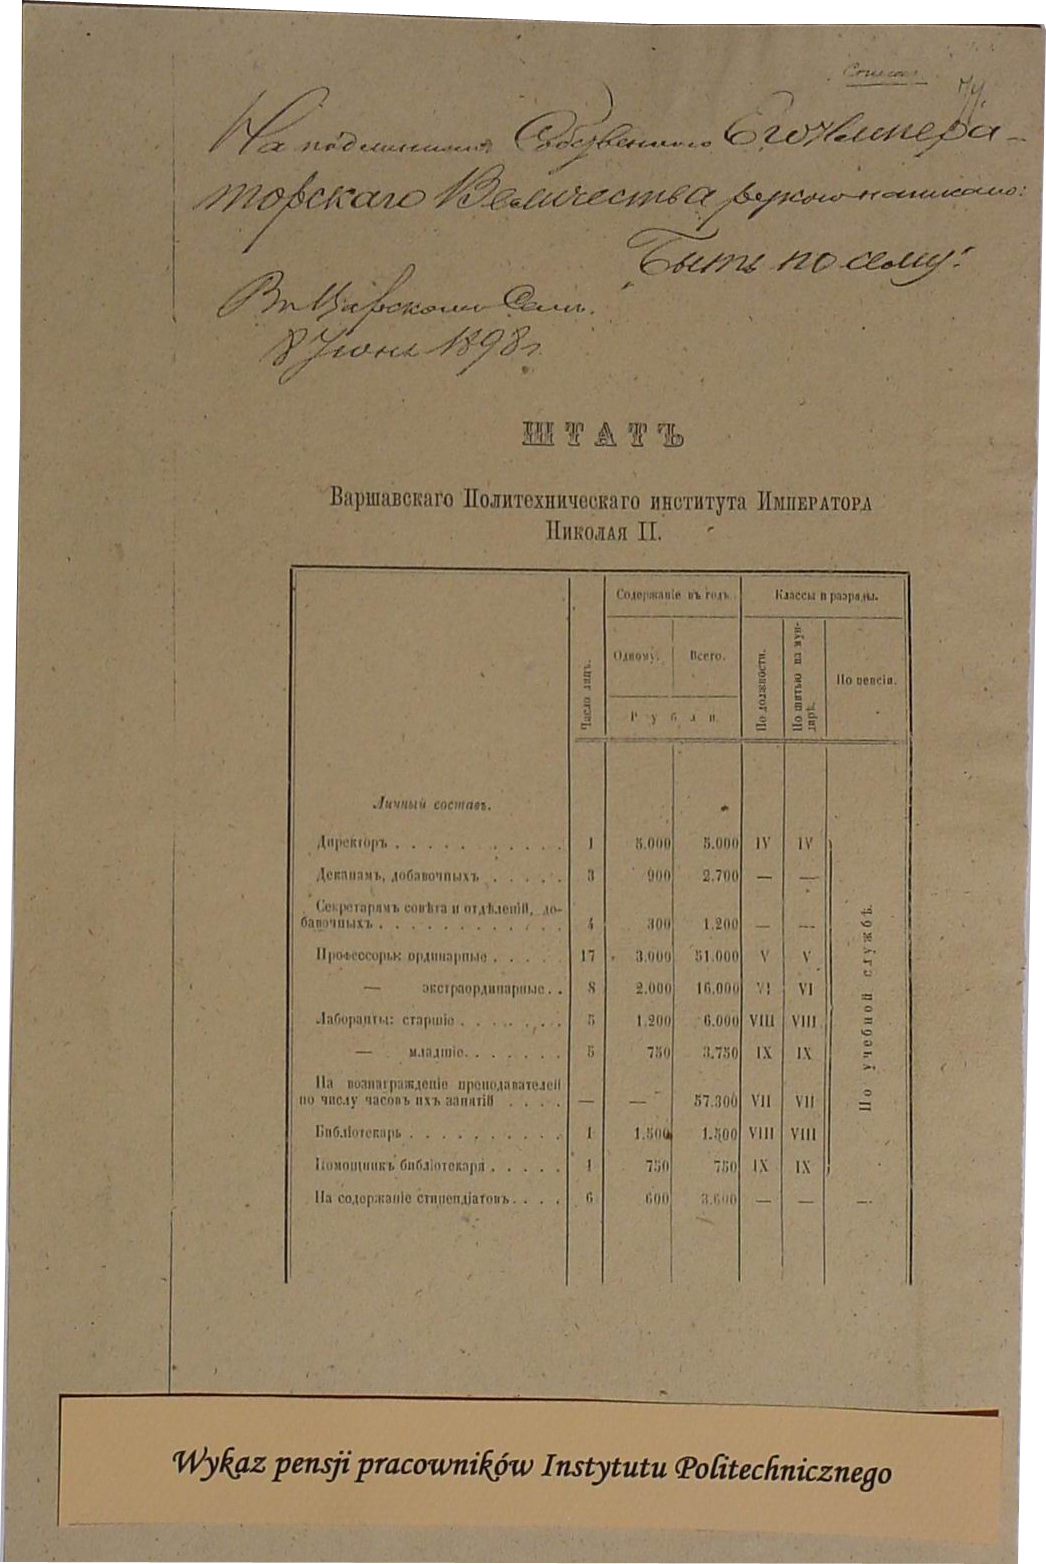 На подлинномъ Собственною Его Импера-
торскаго Величества рукою написано:
„Быть по сему."
Въ Царскомъ Селѣ.
8 Іюня 1898 г.
ШТАТЪ
Варшавскаго Политехническаго института Императора
Николая II.
Число лицъ.
Содержаніе въ годъ.
Классы и разряды.
Одному.
Всего.
Рубли.
По должности.
По шитью на мун-
дирѣ.
По пенсіи.
Личный составъ.
Директоръ . . . . . . . . . . . 1 5.000 5.000 IV IV
Деканамъ, добавочныхъ . . . . . 3 900 2.700 — —
Секретарямъ совѣта и отдѣленій, до-
бавочныхъ . . . . . . . . . . . . 4 300 1.200 — —
Профессоры: ординарные . . . . . 17 3.000 51.000 V V
— экстраординарные . . 8 2.000 16.000 VI VI
Лаборанты: старшіе . . . . . . . 5 1.200 6.000 VIII VIII
— младшіе. . . . . . . 5 750 3.750 IX IX
На вознагражденіе преподавателей
по числу часовъ ихъ занятій . . . . — — 57.300 VII VII
Библіотекарь . . . . . . . . . . 1 1.500 1.500 VIII VIII
Помощникъ библіотекаря . . . . . 1 750 750 IX IX
На содержаніе стипендіатовъ . . . . 6 600 3.600 — — —
По учебной службѣ.
Wykaz pensji pracowników Instytutu Politechnicznego